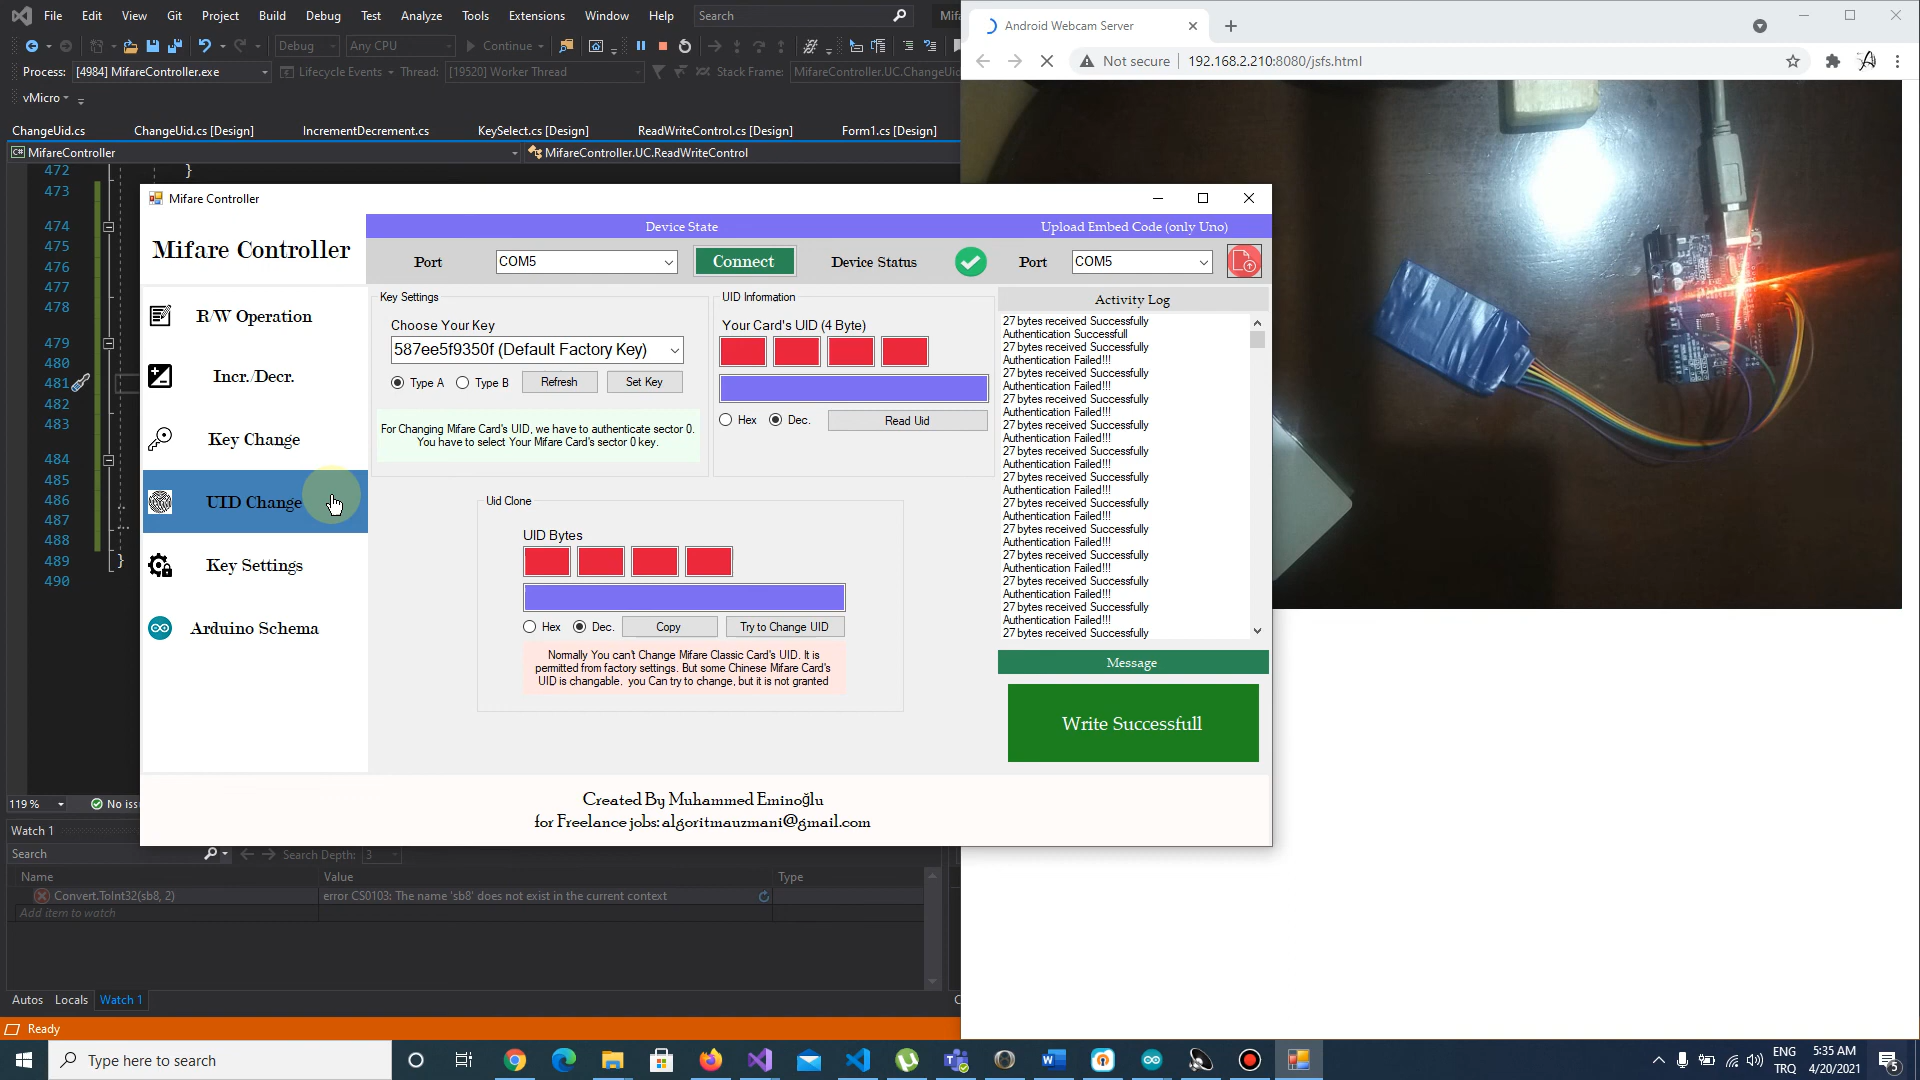 File Edit View Git Project Build Debug Test Analyze Tools Extensions Window Help Search
Debug Any CPU Continue
Process: [4984] MifareController.exe Lifecycle Events Thread: [19520] Worker Thread Stack Frame: MifareController.UC.ChangeUid
vMicro
ChangeUid.cs ChangeUid.cs [Design] IncrementDecrement.cs KeySelect.cs [Design] ReadWriteControl.cs [Design] Form1.cs [Design]
MifareController MifareController.UC.ReadWriteControl
472 }
473
474
475
476
477
478
479
480
481
482
483
484
485
486
487
488
489 }
490
119 % No iss
Watch 1
Search Search Depth: 3
Name Value Type
Convert.ToInt32(sb8, 2) error CS0103: The name 'sb8' does not exist in the current context
Add item to watch
Autos Locals Watch 1
Ready
Mifare Controller
Mifare Controller
R/W Operation
Incr./Decr.
Key Change
UID Change
Key Settings
Arduino Schema
Device State Upload Embed Code (only Uno)
Port COM5 Connect Device Status Port COM5
Key Settings
Choose Your Key
587ee5f9350f (Default Factory Key)
Type A Type B Refresh Set Key
For Changing Mifare Card's UID, we have to authenticate sector 0.
You have to select Your Mifare Card's sector 0 key.
UID Information
Your Card's UID (4 Byte)
Hex Dec. Read Uid
Uid Clone
UID Bytes
Hex Dec. Copy Try to Change UID
Normally You can't Change Mifare Classic Card's UID. It is
permitted from factory settings. But some Chinese Mifare Card's
UID is changable. you Can try to change, but it is not granted
Activity Log
27 bytes received Successfully
Authentication Successfull
27 bytes received Successfully
Authentication Failed!!!
27 bytes received Successfully
Authentication Failed!!!
27 bytes received Successfully
Authentication Failed!!!
27 bytes received Successfully
Authentication Failed!!!
27 bytes received Successfully
Authentication Failed!!!
27 bytes received Successfully
Authentication Failed!!!
27 bytes received Successfully
Authentication Failed!!!
27 bytes received Successfully
Authentication Failed!!!
27 bytes received Successfully
Authentication Failed!!!
27 bytes received Successfully
Authentication Failed!!!
27 bytes received Successfully
Authentication Failed!!!
27 bytes received Successfully
Message
Write Successfull
Created By Muhammed Eminoğlu
for Freelance jobs: algoritmauzmani@gmail.com
Android Webcam Server
Not secure 192.168.2.210:8080/jsfs.html
Type here to search
ENG
TRQ
5:35 AM
4/20/2021
5